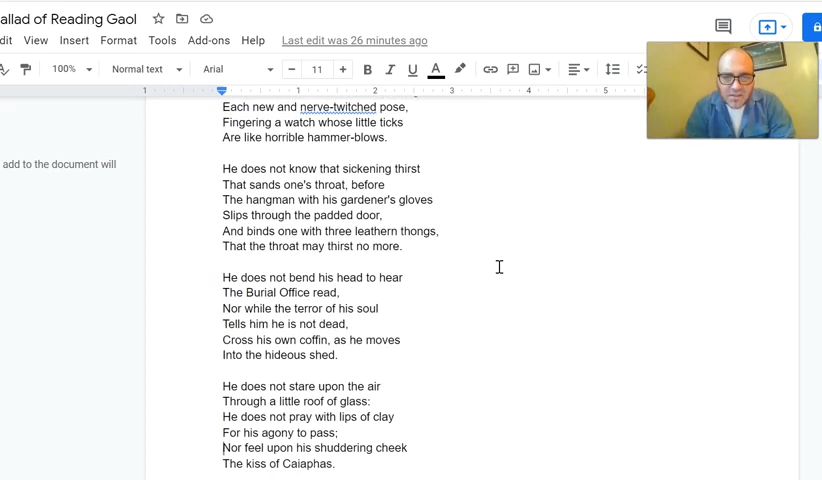 allad of Reading Gaol
dit View Insert Format Tools Add-ons Help Last edit was 26 minutes ago
100% Normal text Arial − 11 + B I U A
1 1 2 3 4 5
add to the document will
Each new and nerve-twitched pose,
Fingering a watch whose little ticks
Are like horrible hammer-blows.
He does not know that sickening thirst
That sands one's throat, before
The hangman with his gardener's gloves
Slips through the padded door,
And binds one with three leathern thongs,
That the throat may thirst no more.
He does not bend his head to hear
The Burial Office read,
Nor while the terror of his soul
Tells him he is not dead,
Cross his own coffin, as he moves
Into the hideous shed.
He does not stare upon the air
Through a little roof of glass:
He does not pray with lips of clay
For his agony to pass;
Nor feel upon his shuddering cheek
The kiss of Caiaphas.